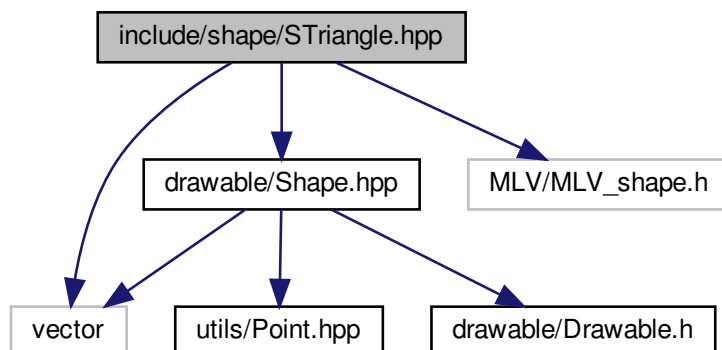 include/shape/STriangle.hpp
drawable/Shape.hpp
MLV/MLV_shape.h
vector
utils/Point.hpp
drawable/Drawable.h